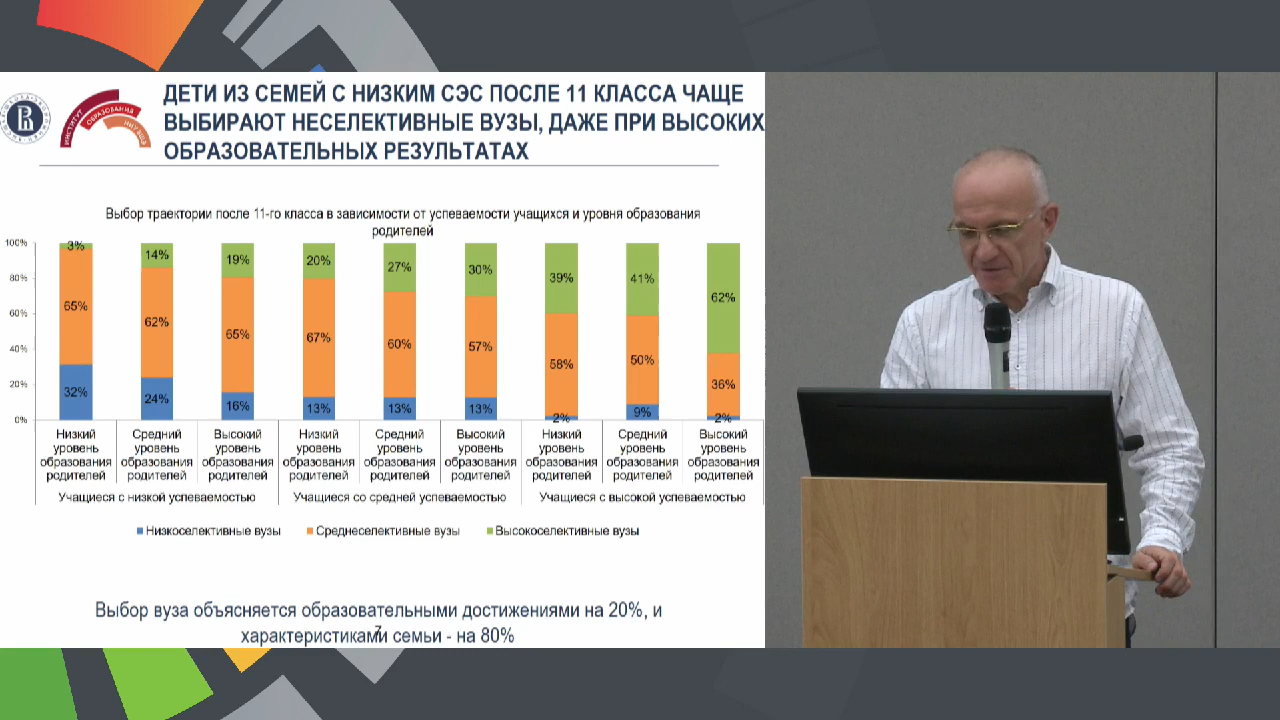 ДЕТИ ИЗ СЕМЕЙ С НИЗКИМ СЭС ПОСЛЕ 11 КЛАССА ЧАЩЕ
ВЫБИРАЮТ НЕСЕЛЕКТИВНЫЕ ВУЗЫ, ДАЖЕ ПРИ ВЫСОКИХ
ОБРАЗОВАТЕЛЬНЫХ РЕЗУЛЬТАТАХ
ИНСТИТУТ
ОБРАЗОВАНИЯ
НИУ ВШЭ
Выбор траектории после 11-го класса в зависимости от успеваемости учащихся и уровня образования
родителей
100%
80%
60%
40%
20%
0%
3% 14% 19% 20% 27% 30% 39% 41% 62%
65% 62% 65% 67% 60% 57% 58% 50% 36%
32% 24% 16% 13% 13% 13% 2% 9% 2%
Низкий Средний Высокий Низкий Средний Высокий Низкий Средний Высокий
уровень уровень уровень уровень уровень уровень уровень уровень уровень
образования образования образования образования образования образования образования образования образования
родителей родителей родителей родителей родителей родителей родителей родителей родителей
Учащиеся с низкой успеваемостью Учащиеся со средней успеваемостью Учащиеся с высокой успеваемостью
Низкоселективные вузы Среднеселективные вузы Высокоселективные вузы
Выбор вуза объясняется образовательными достижениями на 20%, и
характеристиками семьи - на 80%
7